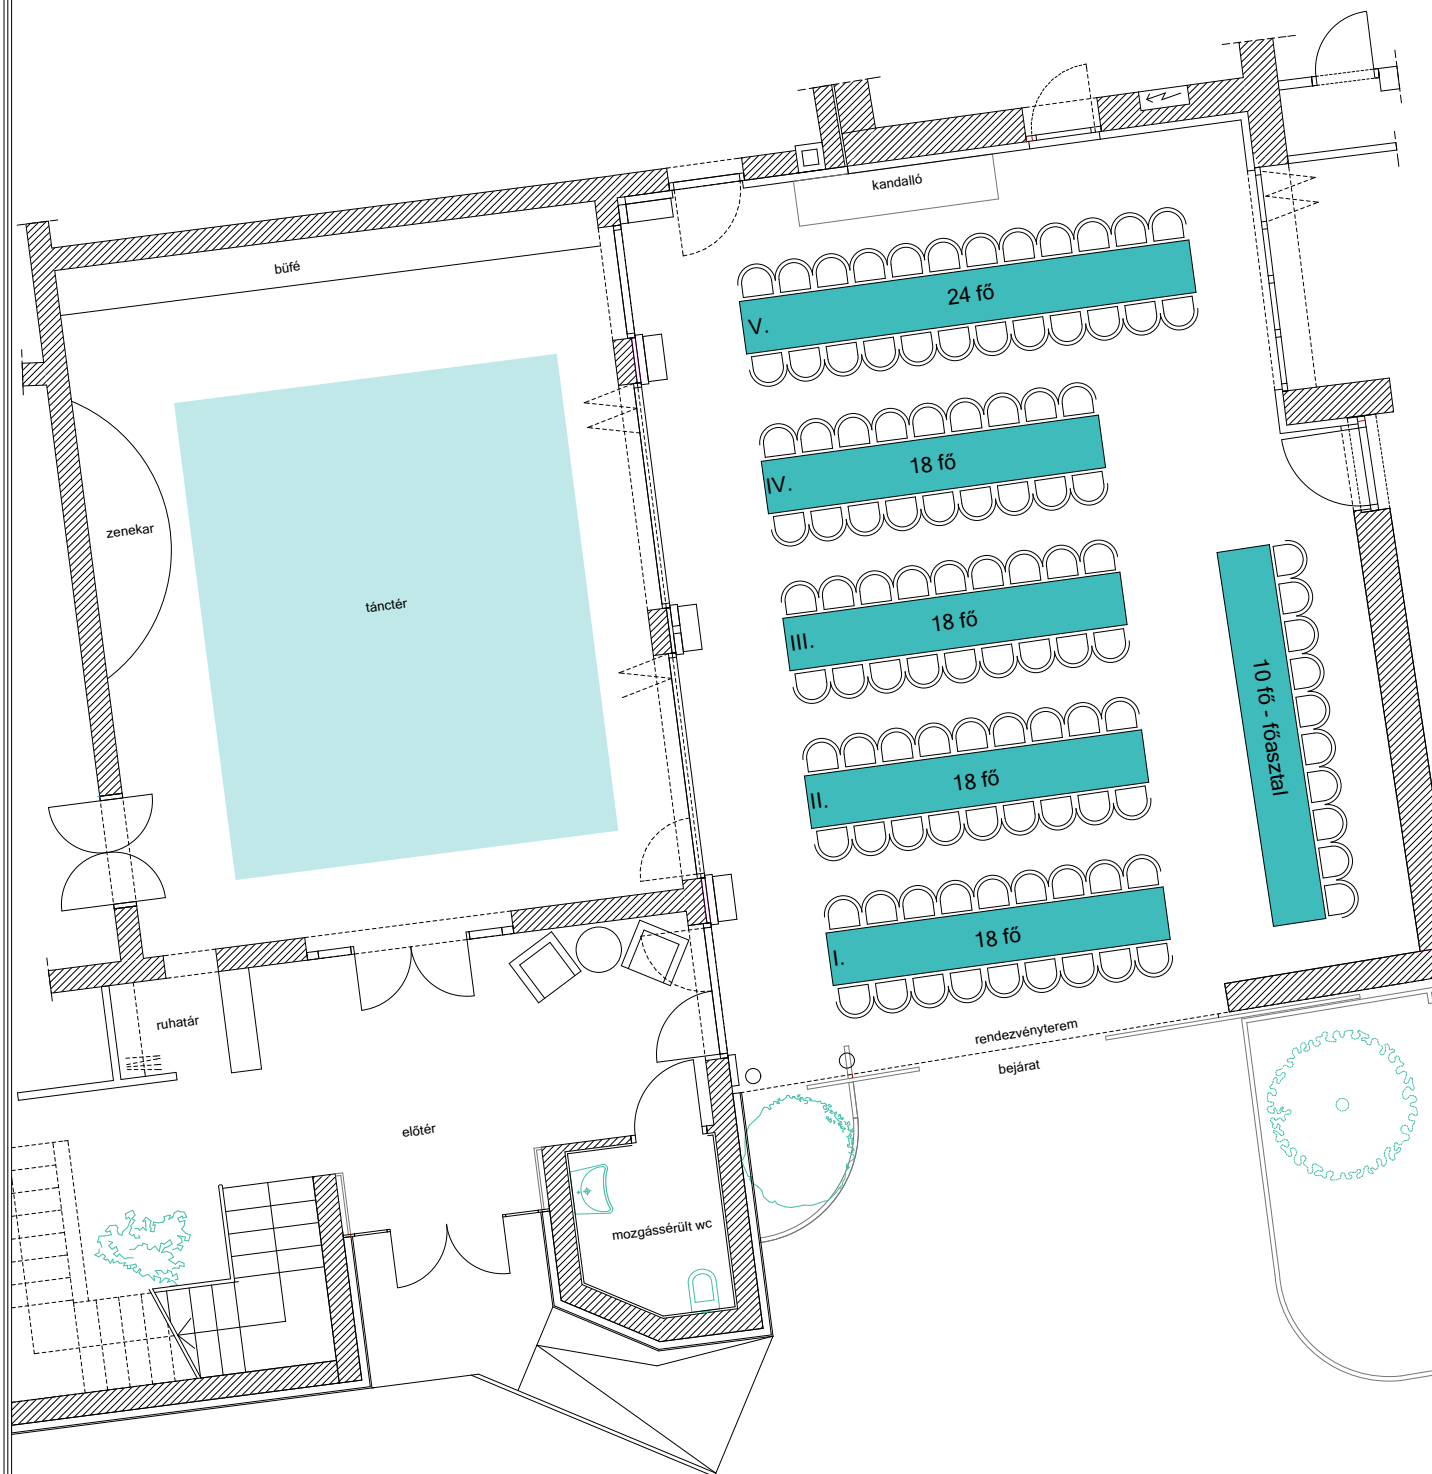 kandalló
büfé
24 fő
V.
18 fő
IV.
zenekar
tánctér
18 fő
III.
10 fő - főasztal
18 fő
II.
18 fő
I.
ruhatár
rendezvényterem
bejárat
előtér
mozgássérült wc